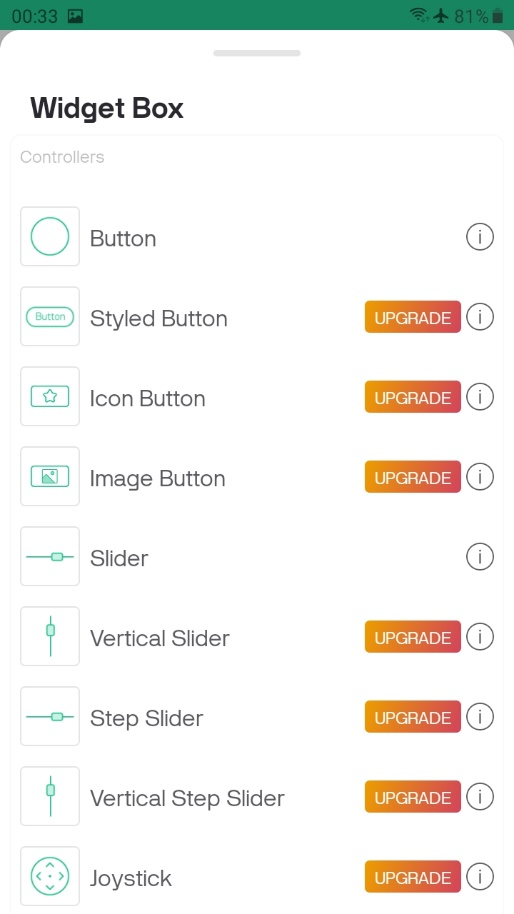 00:33 81%
Widget Box
Controllers
Button
Button Styled Button UPGRADE
Icon Button UPGRADE
Image Button UPGRADE
Slider
Vertical Slider UPGRADE
Step Slider UPGRADE
Vertical Step Slider UPGRADE
Joystick UPGRADE